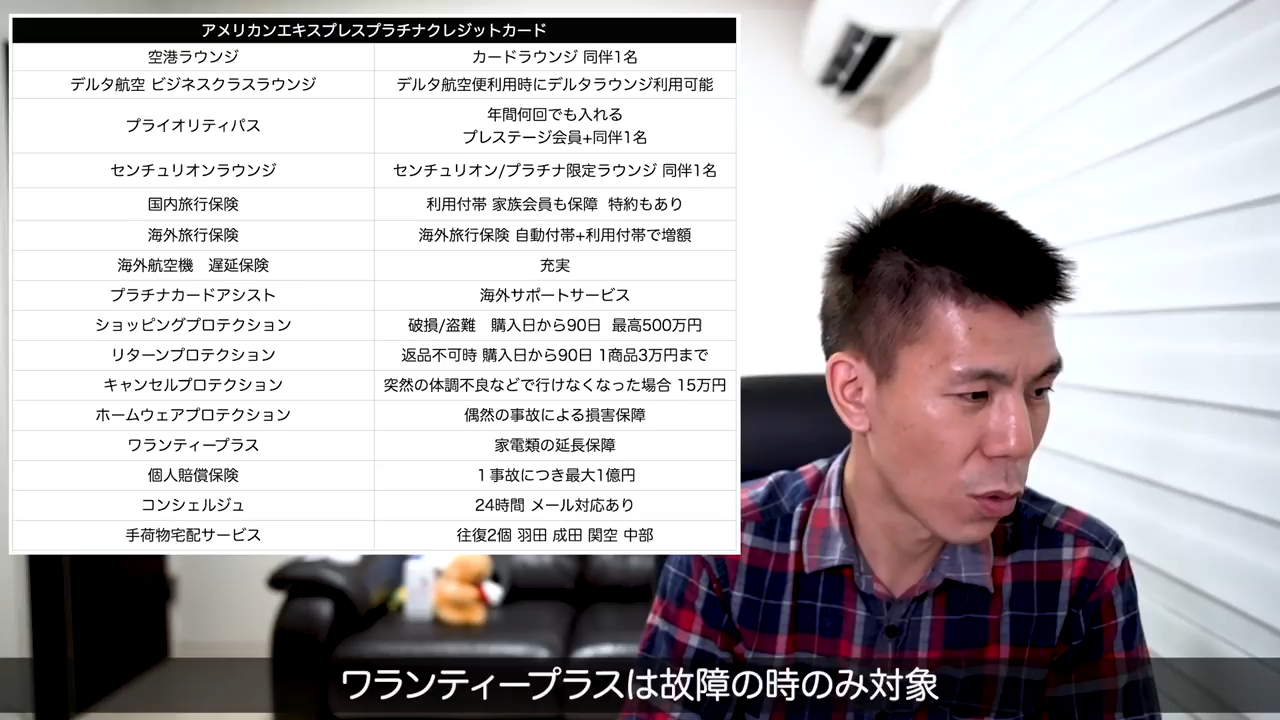 アメリカンエキスプレスプラチナクレジットカード
空港ラウンジ カードラウンジ 同伴1名
デルタ航空 ビジネスクラスラウンジ デルタ航空便利用時にデルタラウンジ利用可能
プライオリティパス 年間何回でも入れる
プレステージ会員+同伴1名
センチュリオンラウンジ センチュリオン/プラチナ限定ラウンジ 同伴1名
国内旅行保険 利用付帯 家族会員も保障 特約もあり
海外旅行保険 海外旅行保険 自動付帯+利用付帯で増額
海外航空機 遅延保険 充実
プラチナカードアシスト 海外サポートサービス
ショッピングプロテクション 破損/盗難 購入日から90日 最高500万円
リターンプロテクション 返品不可時 購入日から90日 1商品3万円まで
キャンセルプロテクション 突然の体調不良などで行けなくなった場合 15万円
ホームウェアプロテクション 偶然の事故による損害保障
ワランティープラス 家電類の延長保障
個人賠償保険 1事故につき最大1億円
コンシェルジュ 24時間 メール対応あり
手荷物宅配サービス 往復2個 羽田 成田 関空 中部
ワランティープラスは故障の時のみ対象